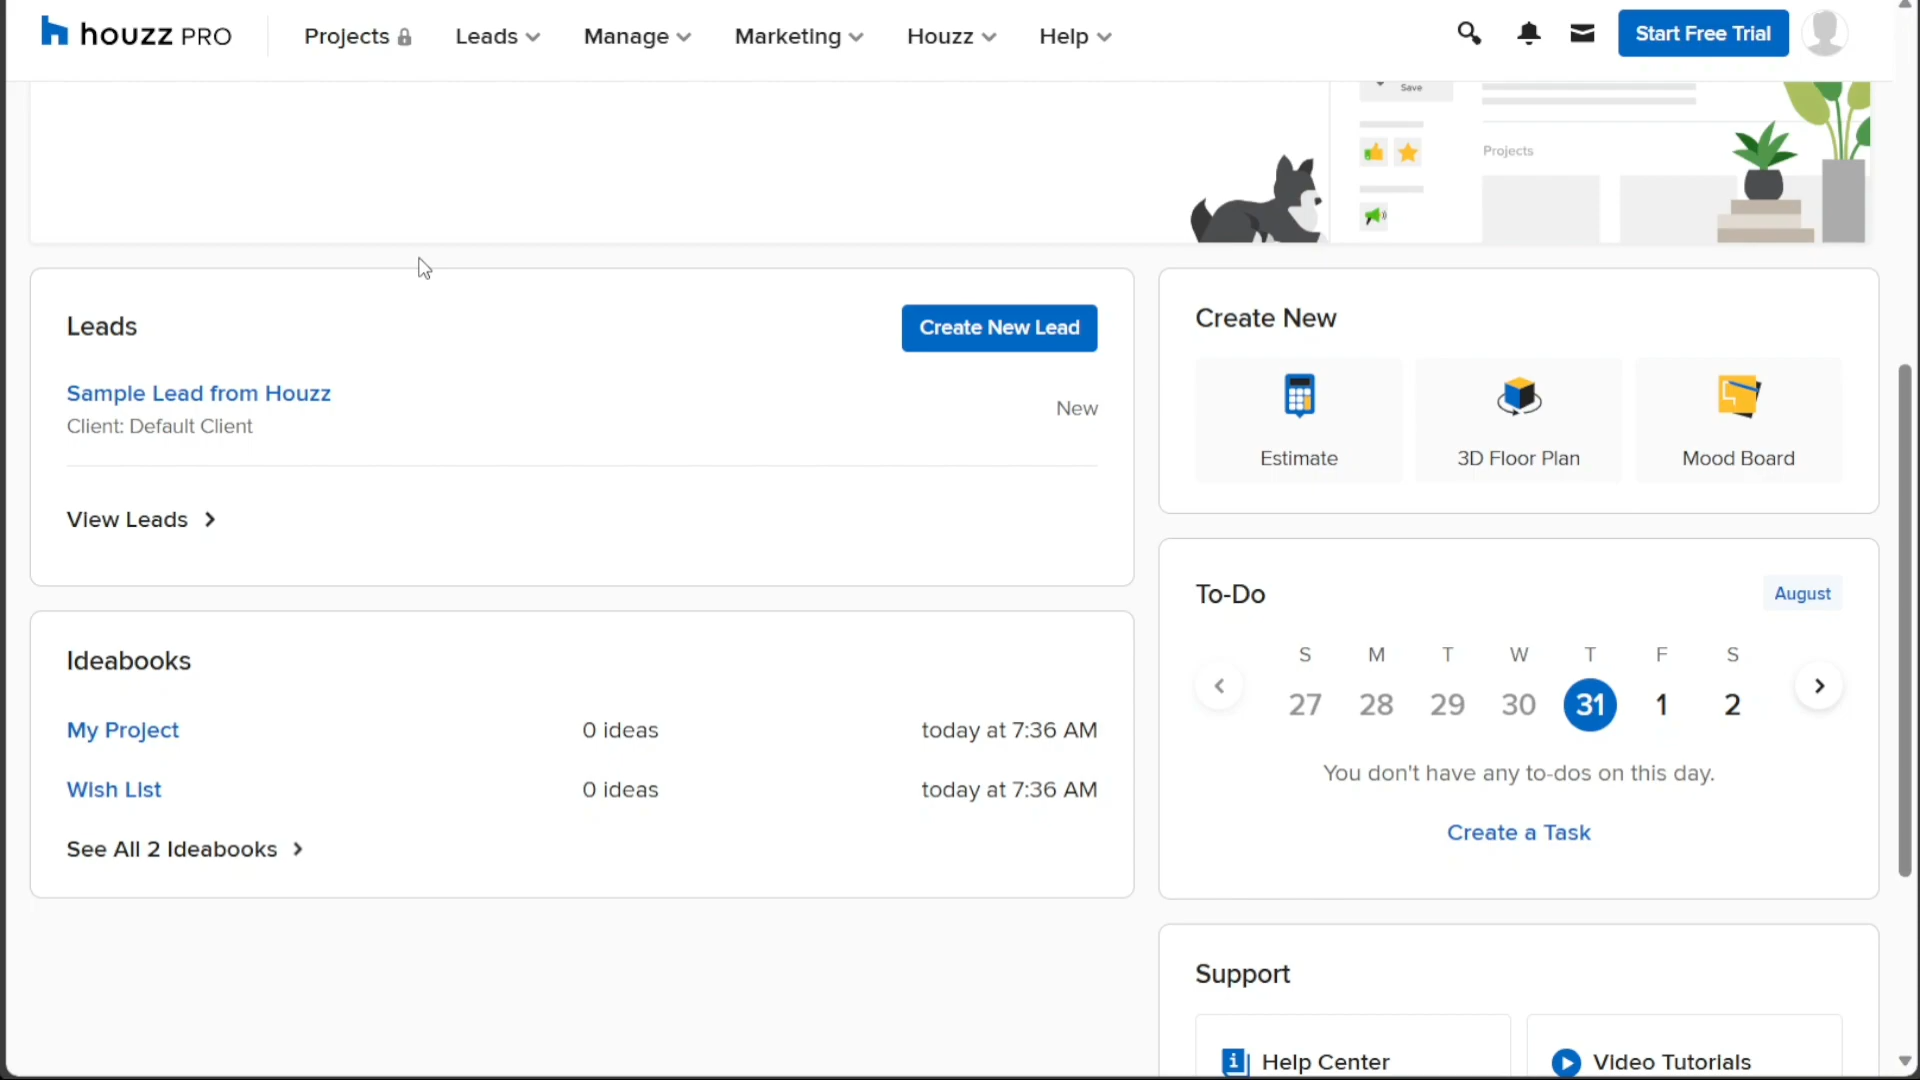 houzz PRO
Projects
Leads
Manage
Marketing
Houzz
Help
Start Free Trial
Save
Projects
Leads
Create New Lead
Sample Lead from Houzz
Client: Default Client
New
View Leads
Ideabooks
My Project 0 ideas today at 7:36 AM
Wish List 0 ideas today at 7:36 AM
See All 2 Ideabooks
Create New
Estimate
3D Floor Plan
Mood Board
To-Do
August
S M T W T F S
27 28 29 30 31 1 2
You don't have any to-dos on this day.
Create a Task
Support
Help Center
Video Tutorials